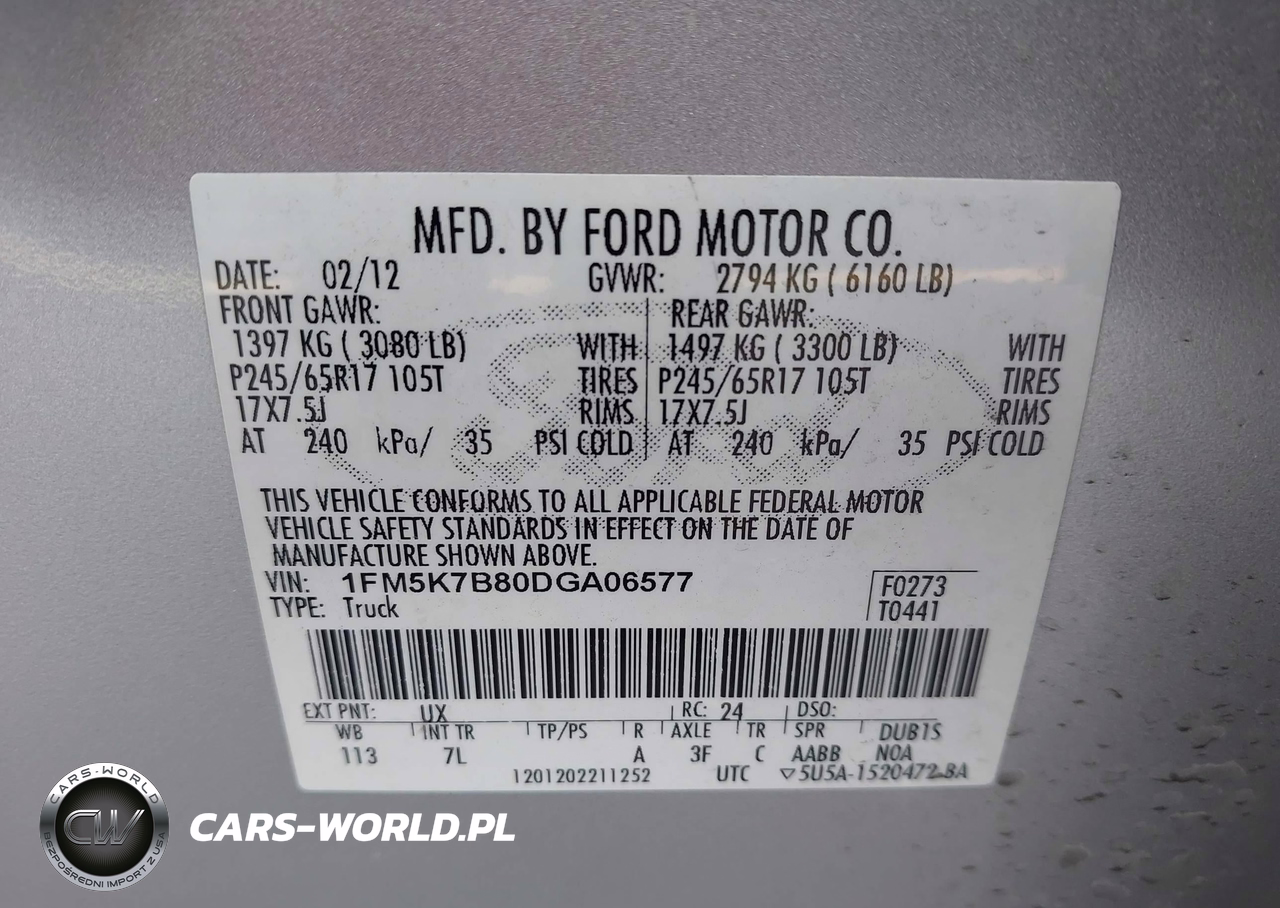 MFD. BY FORD MOTOR CO.
DATE: 02/12 GVWR: 2794 KG ( 6160 LB)
FRONT GAWR: REAR GAWR:
1397 KG ( 3080 LB) WITH 1497 KG ( 3300 LB) WITH
P245/65R17 105T TIRES P245/65R17 105T TIRES
17X7.5J RIMS 17X7.5J RIMS
AT 240 kPa/ 35 PSI COLD AT 240 kPa/ 35 PSI COLD
Ford
THIS VEHICLE CONFORMS TO ALL APPLICABLE FEDERAL MOTOR
VEHICLE SAFETY STANDARDS IN EFFECT ON THE DATE OF
MANUFACTURE SHOWN ABOVE.
VIN: 1FM5K7B80DGA06577 F0273
TYPE: Truck T0441
EXT PNT: UX RC: 24 DSO:
WB INT TR TP/PS R AXLE TR SPR DUB1S
113 7L A 3F C AABB N0A
1201202211252 UTC ▽5U5A-1520472-BA
CARS-WORLD
CW
BEZPOŚREDNI IMPORT Z USA
CARS-WORLD.PL